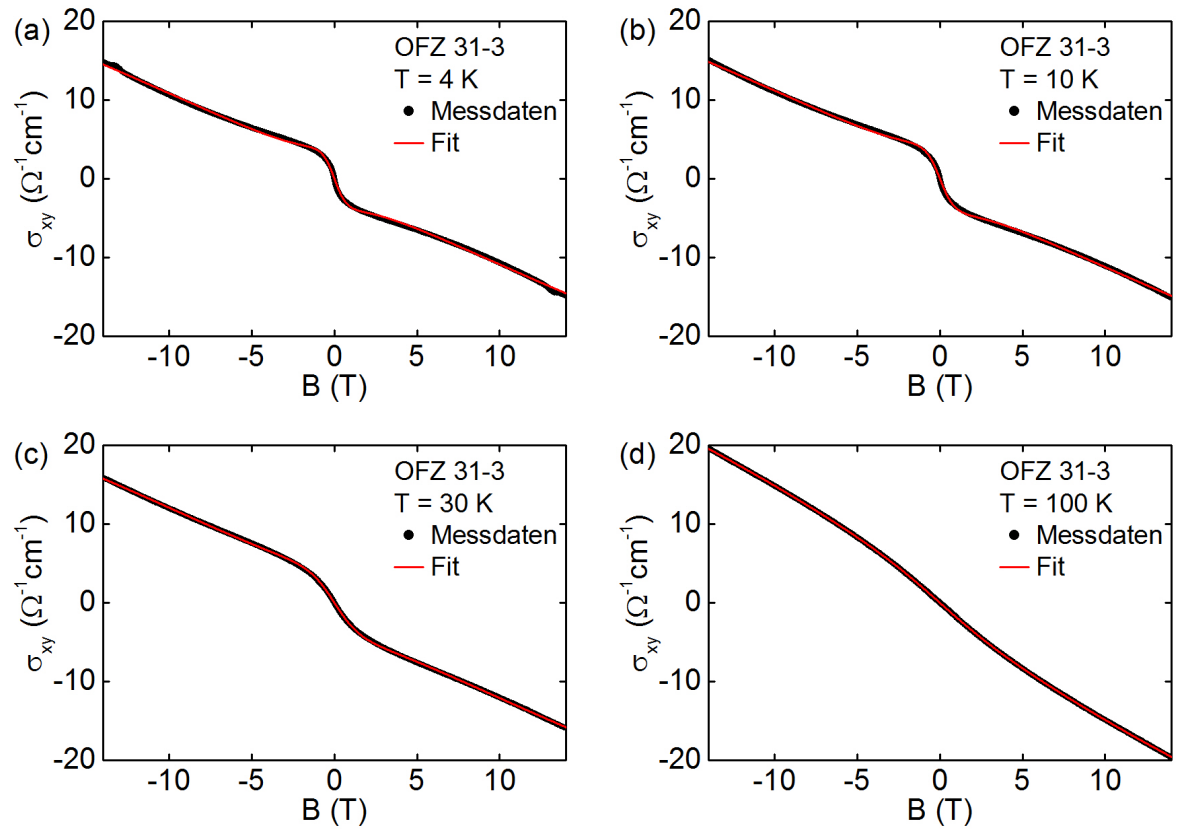 (a)
OFZ 31-3
T = 4 K
Messdaten
Fit
σxy (Ω-1cm-1)
20
10
0
-10
-20
-10 -5 0 5 10
B (T)
(b)
OFZ 31-3
T = 10 K
Messdaten
Fit
σxy (Ω-1cm-1)
20
10
0
-10
-20
-10 -5 0 5 10
B (T)
(c)
OFZ 31-3
T = 30 K
Messdaten
Fit
σxy (Ω-1cm-1)
20
10
0
-10
-20
-10 -5 0 5 10
B (T)
(d)
OFZ 31-3
T = 100 K
Messdaten
Fit
σxy (Ω-1cm-1)
20
10
0
-10
-20
-10 -5 0 5 10
B (T)